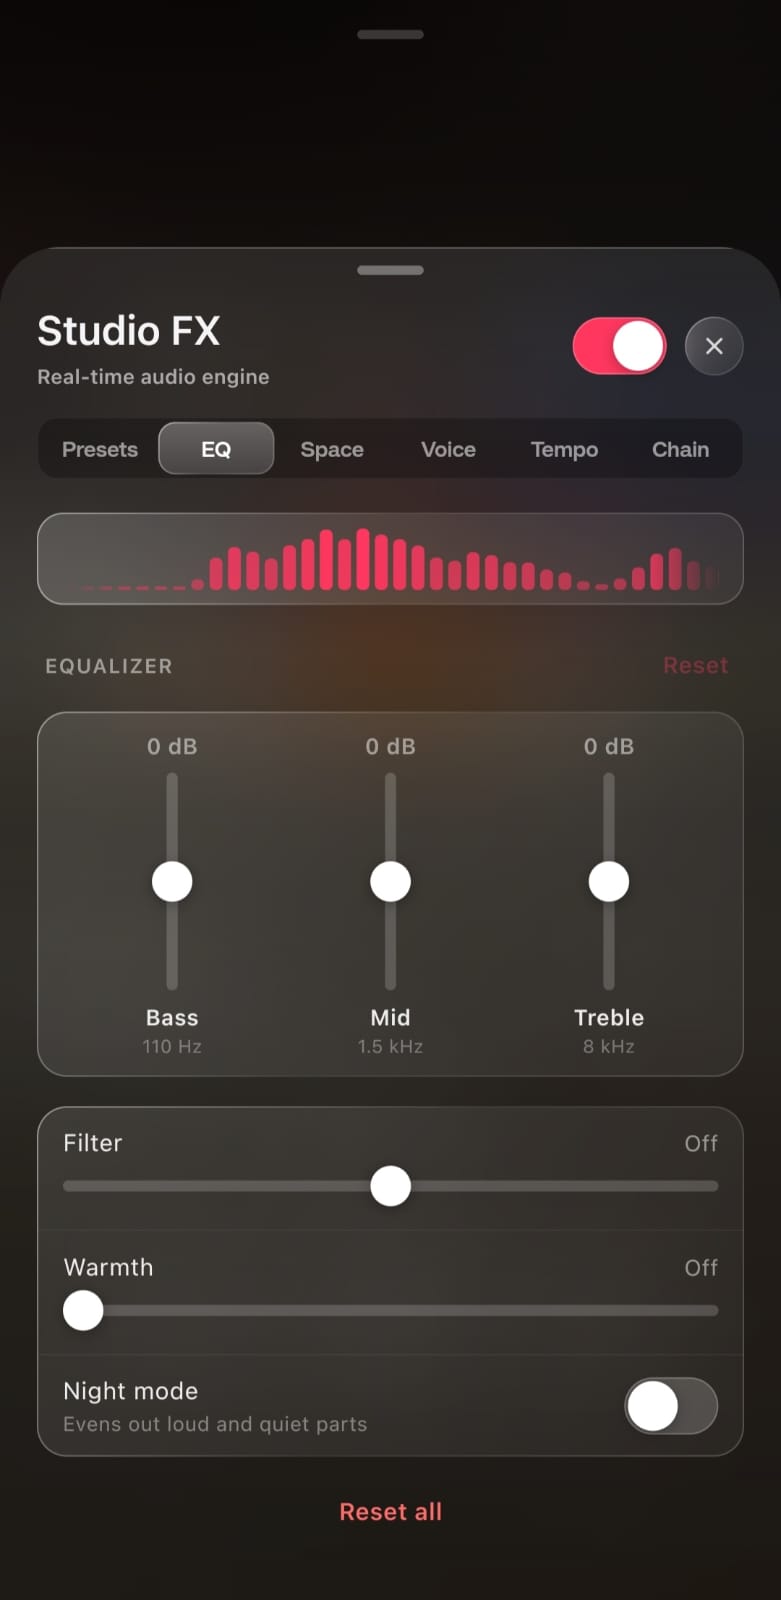 Studio FX
Real-time audio engine
Presets EQ Space Voice Tempo Chain
EQUALIZER Reset
0 dB 0 dB 0 dB
Bass Mid Treble
110 Hz 1.5 kHz 8 kHz
Filter Off
Warmth Off
Night mode
Evens out loud and quiet parts
Reset all